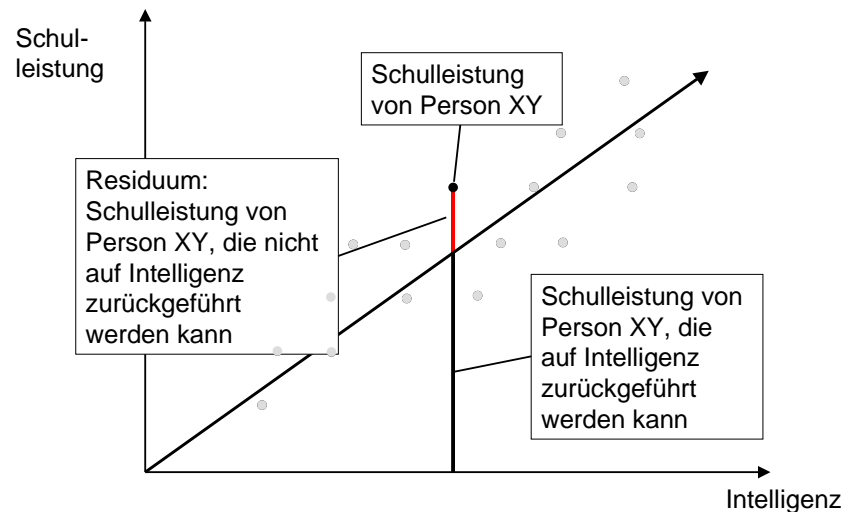 Schul-
leistung
Schulleistung
von Person XY
Residuum:
Schulleistung von
Person XY, die nicht
auf Intelligenz
zurückgeführt
werden kann
Schulleistung von
Person XY, die
auf Intelligenz
zurückgeführt
werden kann
Intelligenz